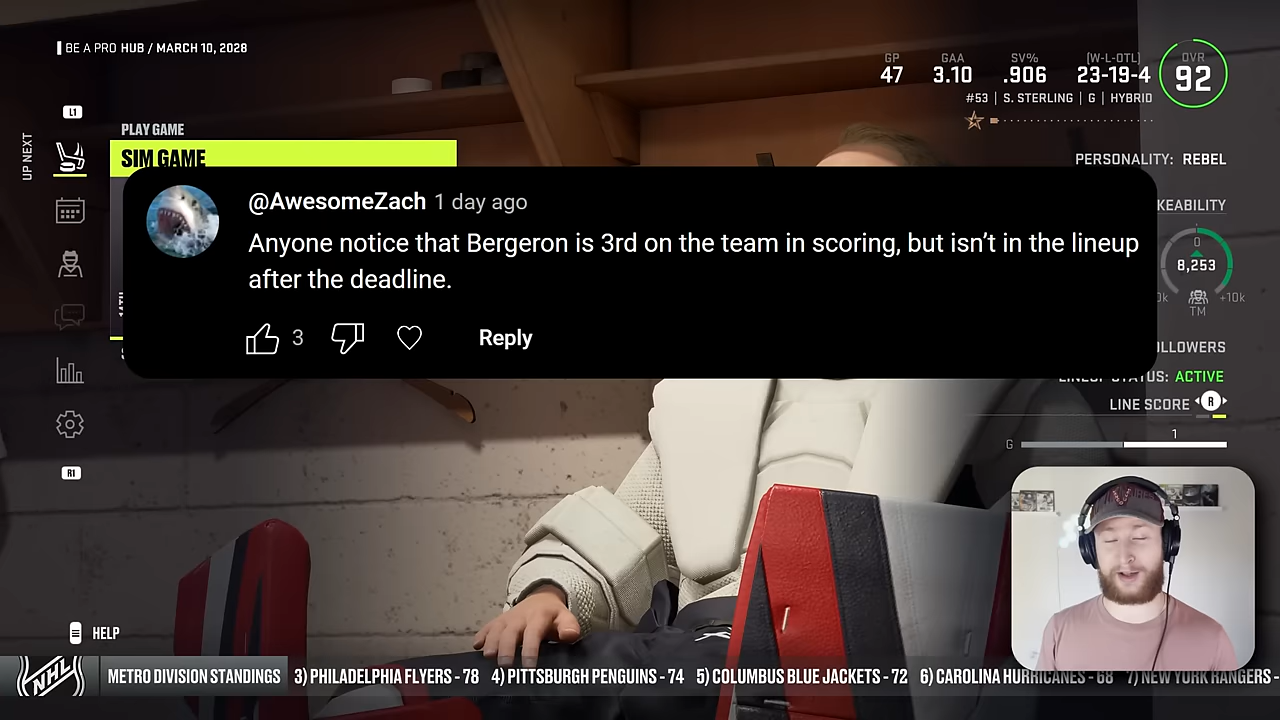 BE A PRO HUB / MARCH 10, 2028
GP GAA SV% (W-L-OTL) OVR
47 3.10 .906 23-19-4 92
#53 | S. STERLING | G | HYBRID
L1
UP NEXT
PLAY GAME
SIM GAME
PERSONALITY: REBEL
KEABILITY
@AwesomeZach 1 day ago
Anyone notice that Bergeron is 3rd on the team in scoring, but isn’t in the lineup
after the deadline.
3 Reply
0
8,253
0k +10k
TM
LLOWERS
LINEUP STATUS: ACTIVE
LINE SCORE R
1
G
R1
HELP
NHL METRO DIVISION STANDINGS 3) PHILADELPHIA FLYERS - 78 4) PITTSBURGH PENGUINS - 74 5) COLUMBUS BLUE JACKETS - 72 6) CAROLINA HURRICANES - 68 7) NEW YORK RANGERS -